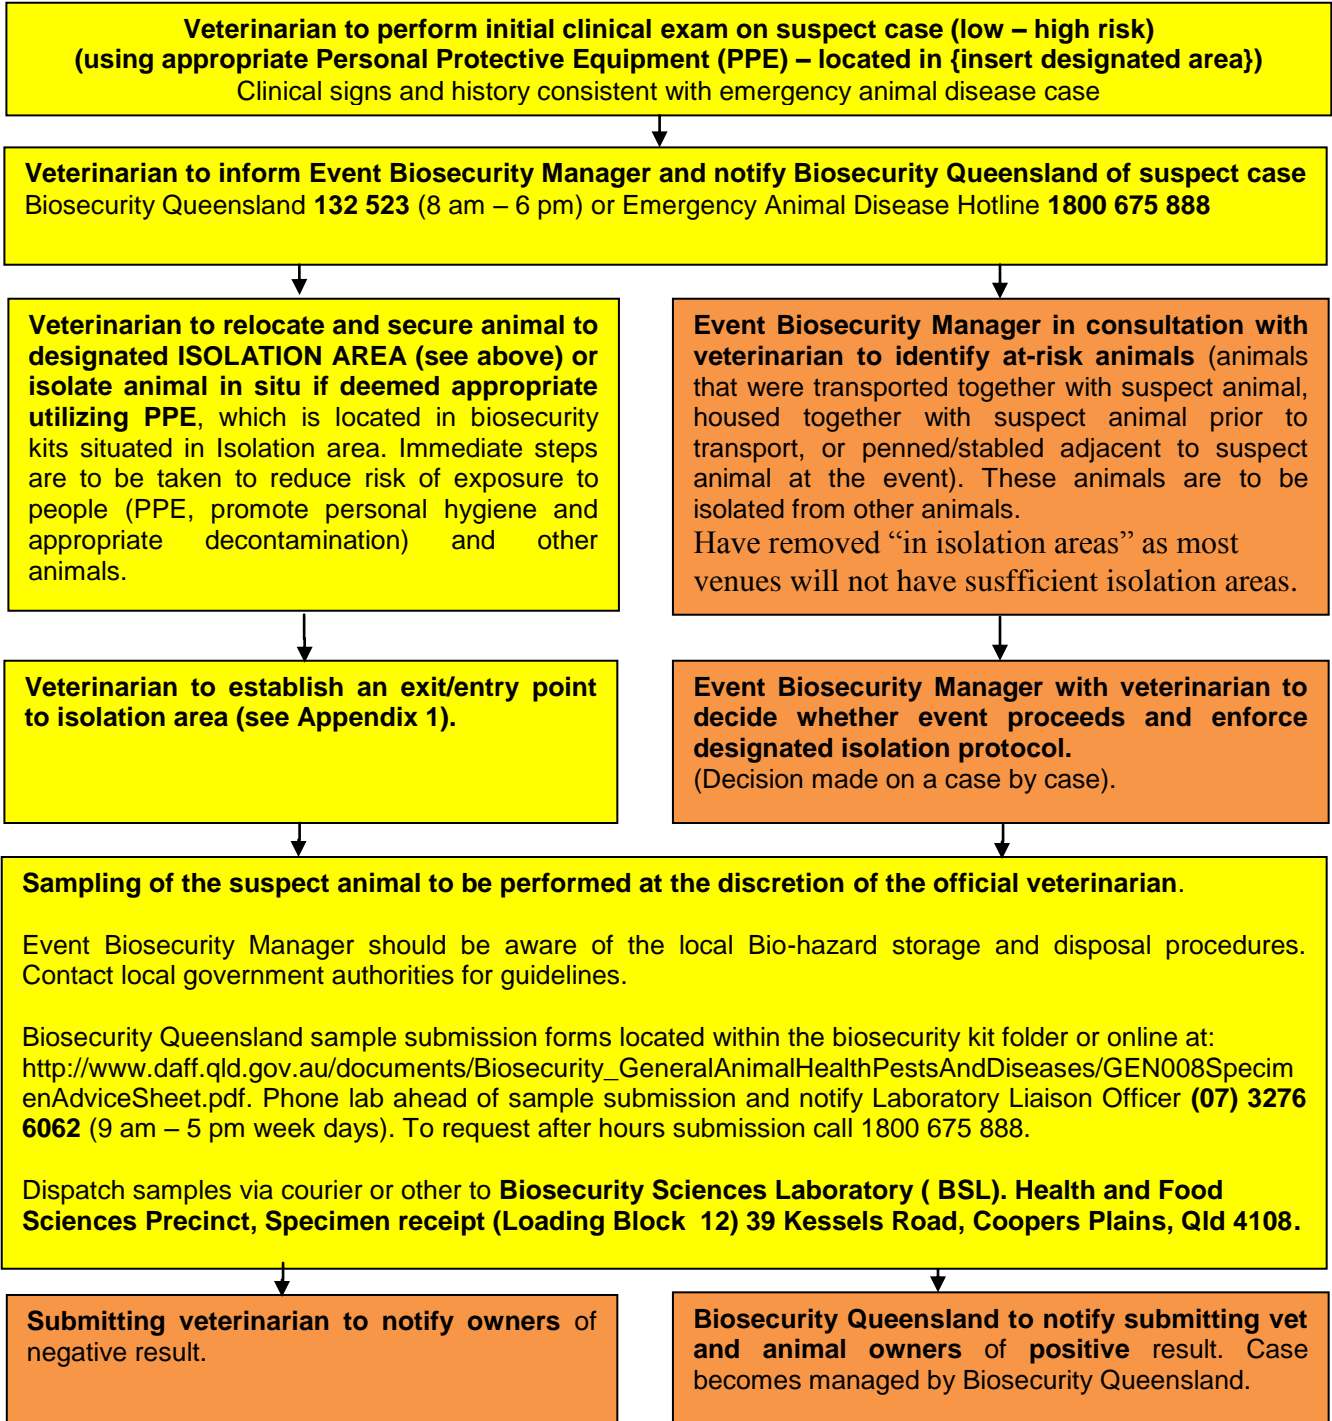 Veterinarian to perform initial clinical exam on suspect case (low – high risk)
(using appropriate Personal Protective Equipment (PPE) – located in {insert designated area})
Clinical signs and history consistent with emergency animal disease case
Veterinarian to inform Event Biosecurity Manager and notify Biosecurity Queensland of suspect case
Biosecurity Queensland 132 523 (8 am – 6 pm) or Emergency Animal Disease Hotline 1800 675 888
Veterinarian to relocate and secure animal to
designated ISOLATION AREA (see above) or
isolate animal in situ if deemed appropriate
utilizing PPE, which is located in biosecurity
kits situated in Isolation area. Immediate steps
are to be taken to reduce risk of exposure to
people (PPE, promote personal hygiene and
appropriate decontamination) and other
animals.
Event Biosecurity Manager in consultation with
veterinarian to identify at-risk animals (animals
that were transported together with suspect animal,
housed together with suspect animal prior to
transport, or penned/stabled adjacent to suspect
animal at the event). These animals are to be
isolated from other animals.
Have removed “in isolation areas” as most
venues will not have susfficient isolation areas.
Veterinarian to establish an exit/entry point
to isolation area (see Appendix 1).
Event Biosecurity Manager with veterinarian to
decide whether event proceeds and enforce
designated isolation protocol.
(Decision made on a case by case).
Sampling of the suspect animal to be performed at the discretion of the official veterinarian.
Event Biosecurity Manager should be aware of the local Bio-hazard storage and disposal procedures.
Contact local government authorities for guidelines.
Biosecurity Queensland sample submission forms located within the biosecurity kit folder or online at:
http://www.daff.qld.gov.au/documents/Biosecurity_GeneralAnimalHealthPestsAndDiseases/GEN008Specim
enAdviceSheet.pdf. Phone lab ahead of sample submission and notify Laboratory Liaison Officer (07) 3276
6062 (9 am – 5 pm week days). To request after hours submission call 1800 675 888.
Dispatch samples via courier or other to Biosecurity Sciences Laboratory ( BSL). Health and Food
Sciences Precinct, Specimen receipt (Loading Block 12) 39 Kessels Road, Coopers Plains, Qld 4108.
Submitting veterinarian to notify owners of
negative result.
Biosecurity Queensland to notify submitting vet
and animal owners of positive result. Case
becomes managed by Biosecurity Queensland.